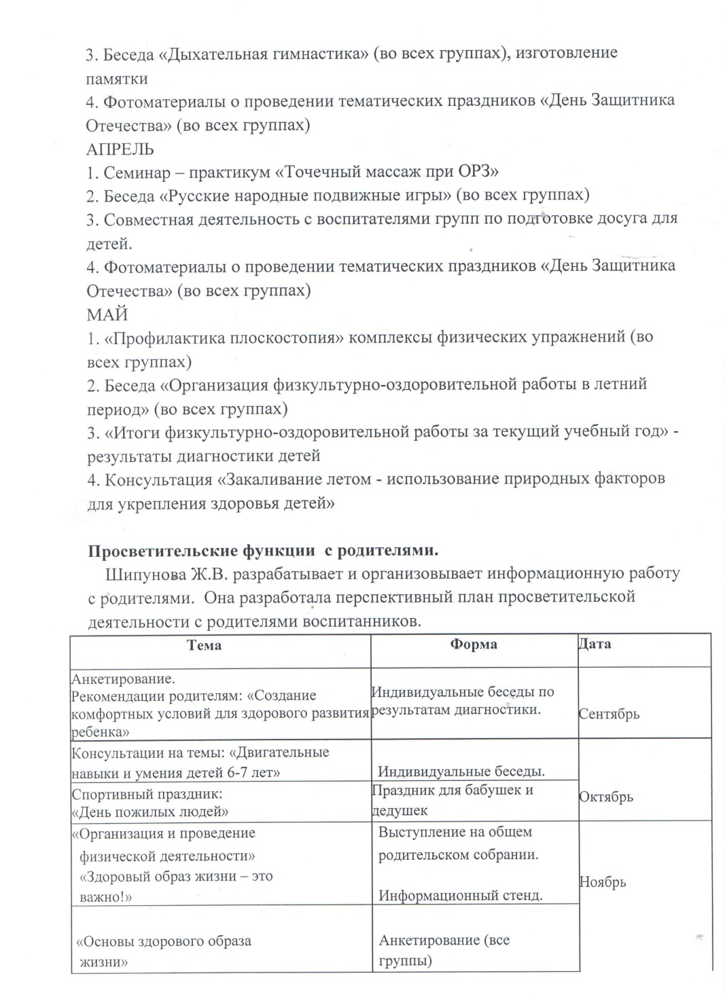 3. Беседа «Дыхательная гимнастика» (во всех группах), изготовление
памятки
4. Фотоматериалы о проведении тематических праздников «День Защитника
Отечества» (во всех группах)
АПРЕЛЬ
1. Семинар – практикум «Точечный массаж при ОРЗ»
2. Беседа «Русские народные подвижные игры» (во всех группах)
3. Совместная деятельность с воспитателями групп по подготовке досуга для
детей.
4. Фотоматериалы о проведении тематических праздников «День Защитника
Отечества» (во всех группах)
МАЙ
1. «Профилактика плоскостопия» комплексы физических упражнений (во
всех группах)
2. Беседа «Организация физкультурно-оздоровительной работы в летний
период» (во всех группах)
3. «Итоги физкультурно-оздоровительной работы за текущий учебный год» -
результаты диагностики детей
4. Консультация «Закаливание летом - использование природных факторов
для укрепления здоровья детей»
Просветительские функции с родителями.
Шипунова Ж.В. разрабатывает и организовывает информационную работу
с родителями. Она разработала перспективный план просветительской
деятельности с родителями воспитанников.
Тема Форма Дата
Анкетирование.
Рекомендации родителям: «Создание
комфортных условий для здорового развития
ребенка»
Индивидуальные беседы по
результатам диагностики.
Сентябрь
Консультации на темы: «Двигательные
навыки и умения детей 6-7 лет»
Индивидуальные беседы.
Октябрь
Спортивный праздник:
«День пожилых людей»
Праздник для бабушек и
дедушек
«Организация и проведение
физической деятельности»
«Здоровый образ жизни – это
важно!»
Выступление на общем
родительском собрании.
Информационный стенд.
Ноябрь
«Основы здорового образа
жизни»
Анкетирование (все
группы)